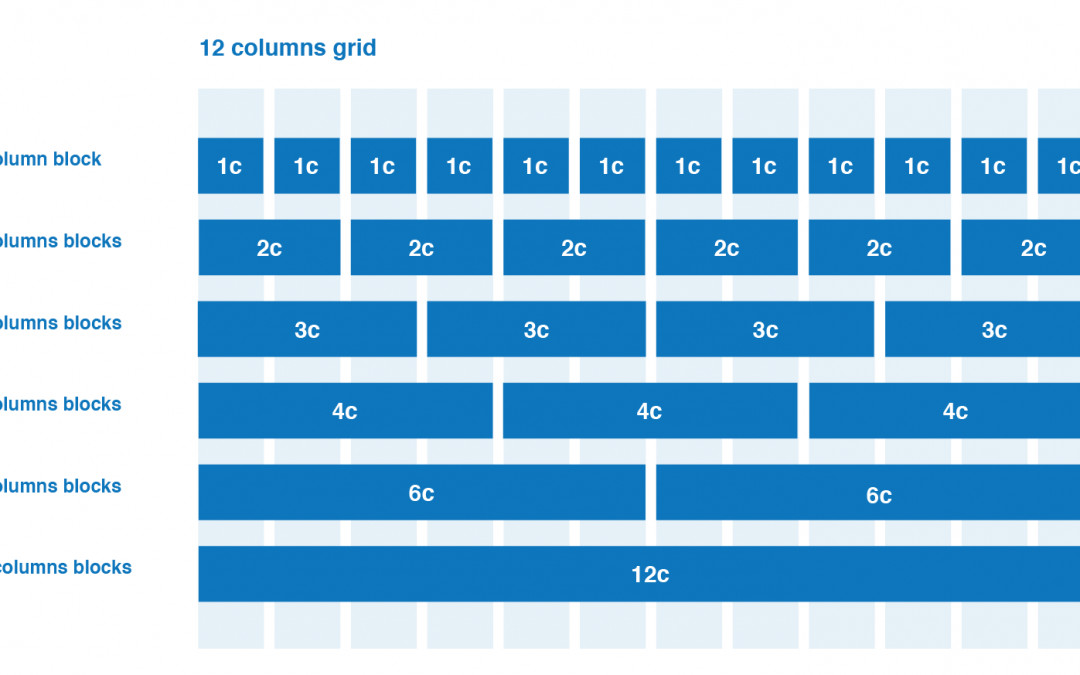 12 columns grid
olumn block
1c 1c 1c 1c 1c 1c 1c 1c 1c 1c 1c 1c
olumns blocks
2c 2c 2c 2c 2c 2c
olumns blocks
3c 3c 3c 3c
olumns blocks
4c 4c 4c
olumns blocks
6c 6c
columns blocks
12c